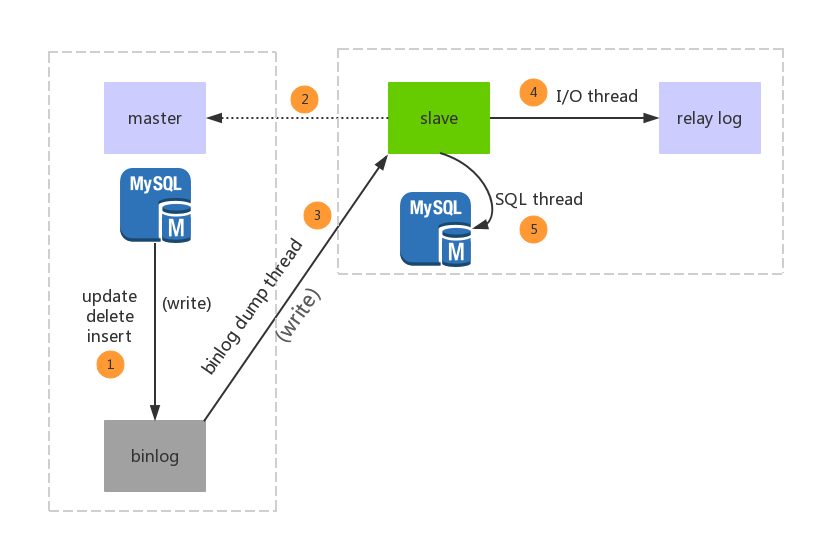 master
2
slave
4
I/O thread
relay log
MySQL
M
update
delete
insert
(write)
1
binlog
binlog dump thread
(write)
3
MySQL
M
SQL thread
5